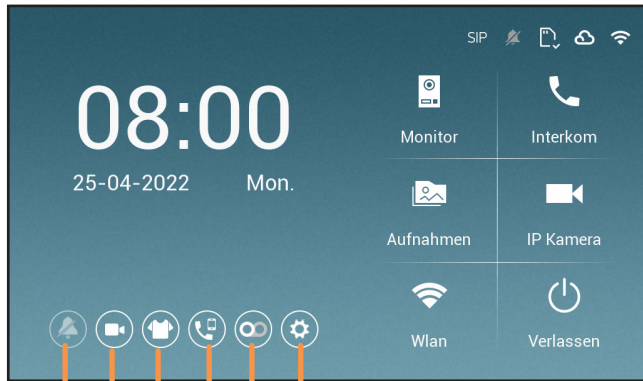 SIP
08:00
25-04-2022 Mon.
Monitor Interkom
Aufnahmen IP Kamera
Wlan Verlassen